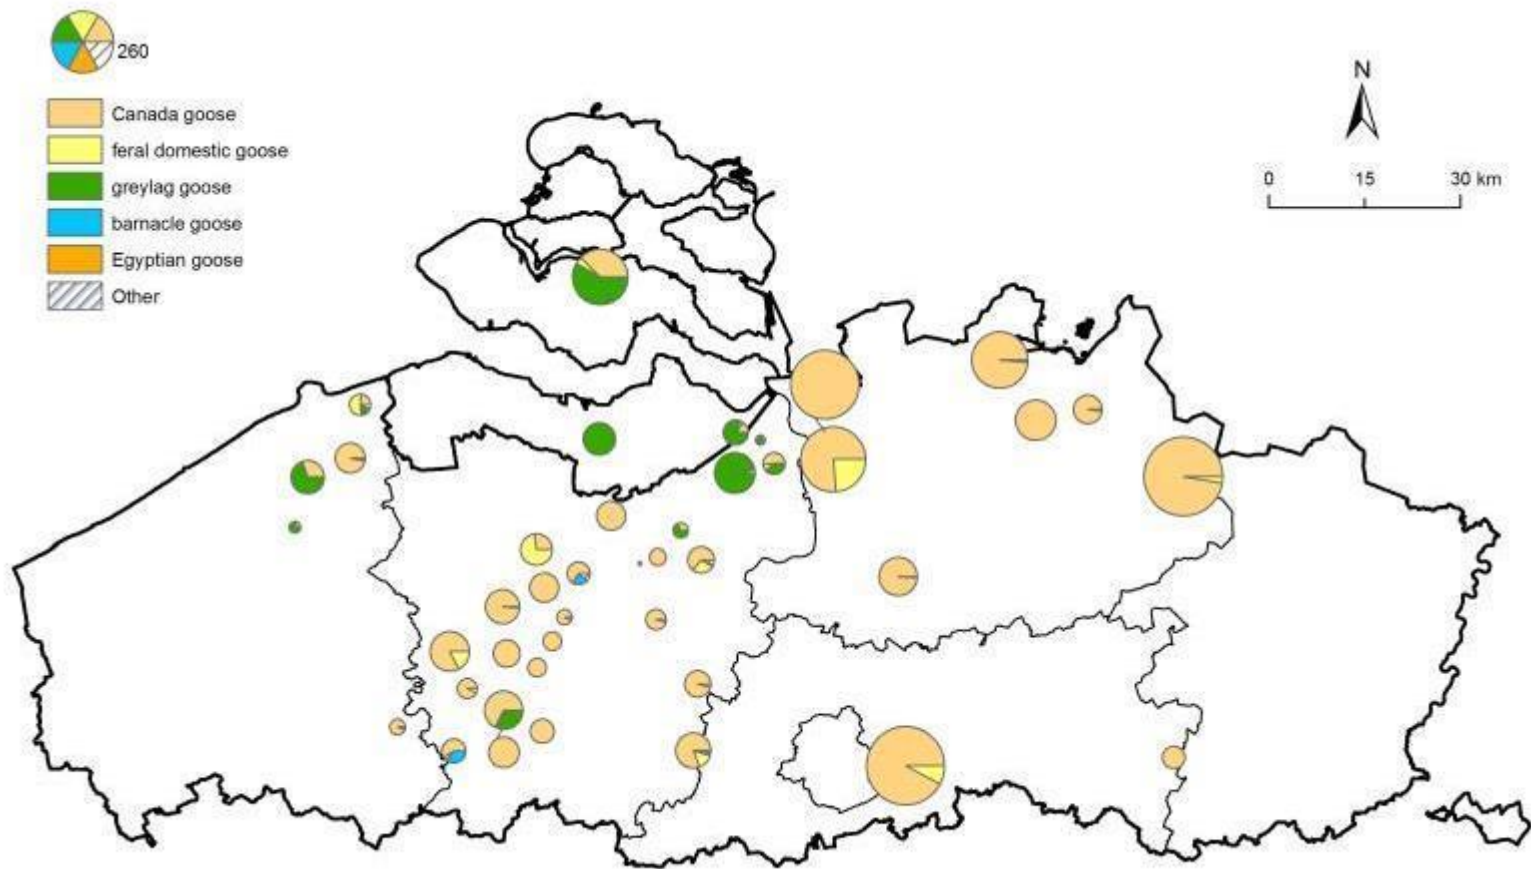 260
Canada goose
feral domestic goose
greylag goose
barnacle goose
Egyptian goose
Other
N
0 15 30 km